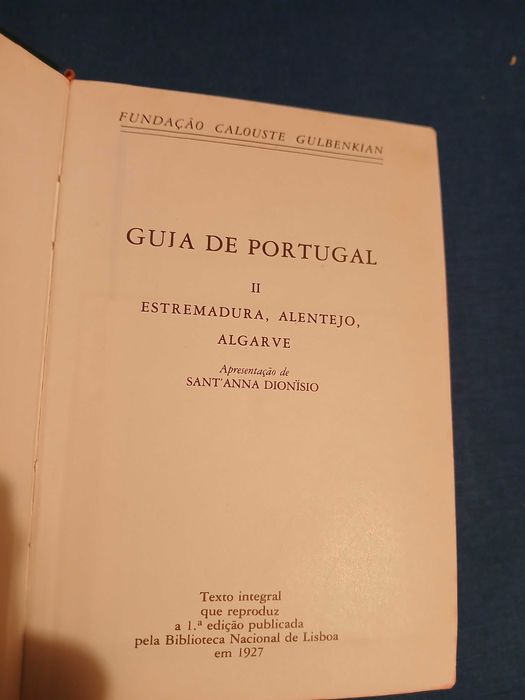 FUNDAÇÃO CALOUSTE GULBENKIAN
GUIA DE PORTUGAL
II
ESTREMADURA, ALENTEJO,
ALGARVE
Apresentação de
SANT'ANNA DIONÍSIO
Texto integral
que reproduz
a 1.ª edição publicada
pela Biblioteca Nacional de Lisboa
em 1927